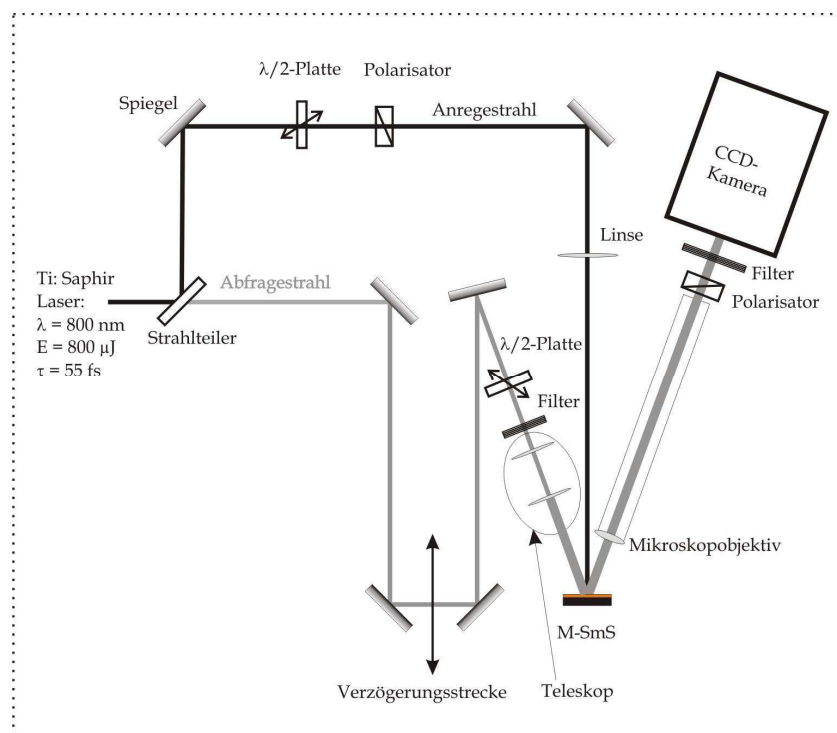 λ/2-Platte
Polarisator
Spiegel
Anregestrahl
CCD-
Kamera
Linse
Filter
Polarisator
Ti: Saphir
Laser:
λ = 800 nm
E = 800 µJ
τ = 55 fs
Abfragestrahl
Strahlteiler
λ/2-Platte
Filter
Mikroskopobjektiv
M-SmS
Verzögerungsstrecke
Teleskop